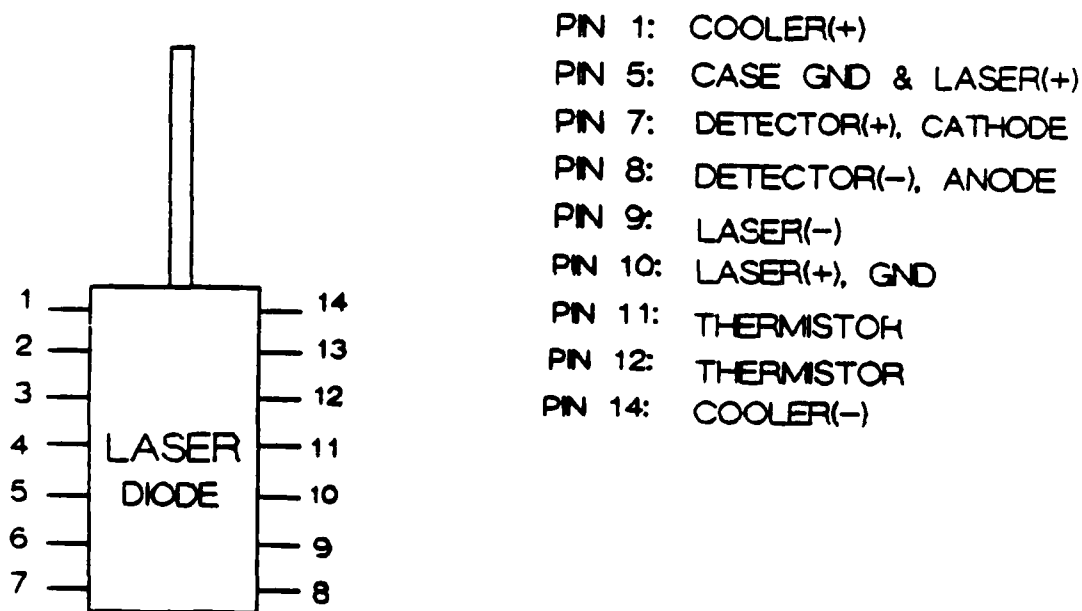 PIN 1: COOLER(+)
PIN 5: CASE GND & LASER(+)
PIN 7: DETECTOR(+), CATHODE
PIN 8: DETECTOR(-), ANODE
PIN 9: LASER(-)
PIN 10: LASER(+), GND
PIN 11: THERMISTOR
PIN 12: THERMISTOR
PIN 14: COOLER(-)
1 14
2 13
3 12
4 11
5 10
6 9
7 8
LASER
DIODE